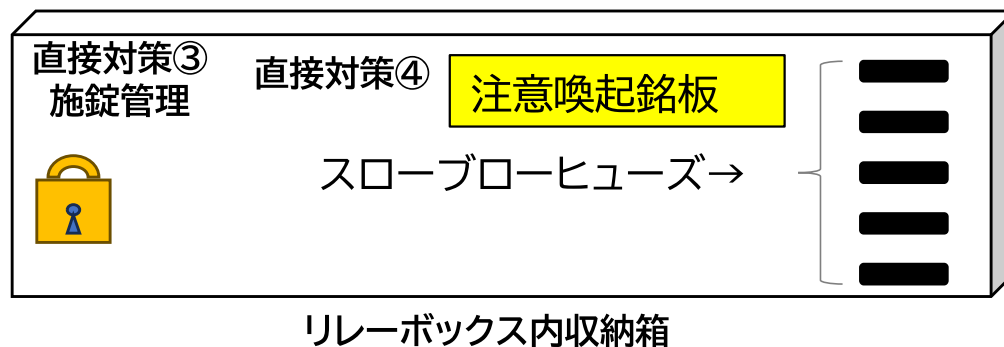 直接対策③
施錠管理
直接対策④
注意喚起銘板
スローブローヒューズ→
リレーボックス内収納箱